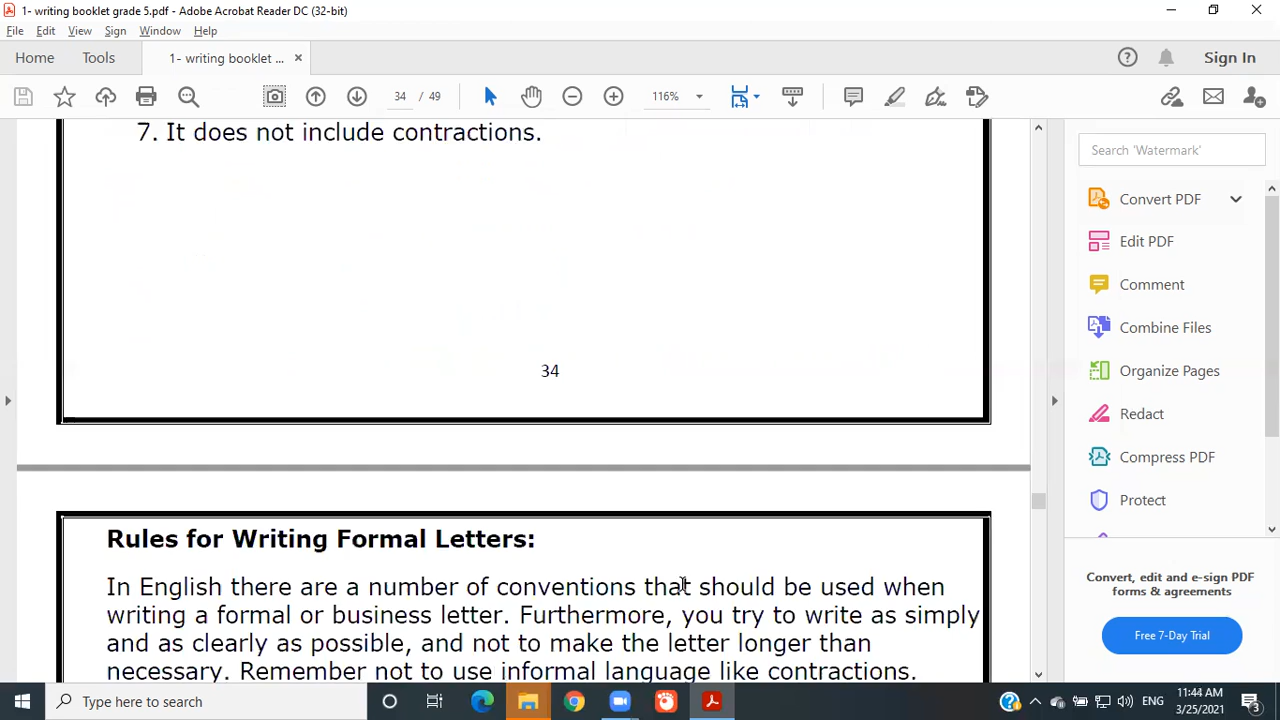 1- writing booklet grade 5.pdf - Adobe Acrobat Reader DC (32-bit)
File Edit View Sign Window Help
Home Tools 1- writing booklet ... Sign In
34 / 49 116%
7. It does not include contractions.
34
Rules for Writing Formal Letters:
In English there are a number of conventions that should be used when
writing a formal or business letter. Furthermore, you try to write as simply
and as clearly as possible, and not to make the letter longer than
necessary. Remember not to use informal language like contractions.
Search 'Watermark'
Convert PDF
Edit PDF
Comment
Combine Files
Organize Pages
Redact
Compress PDF
Protect
Convert, edit and e-sign PDF
forms & agreements
Free 7-Day Trial
Type here to search
ENG
11:44 AM
3/25/2021
3